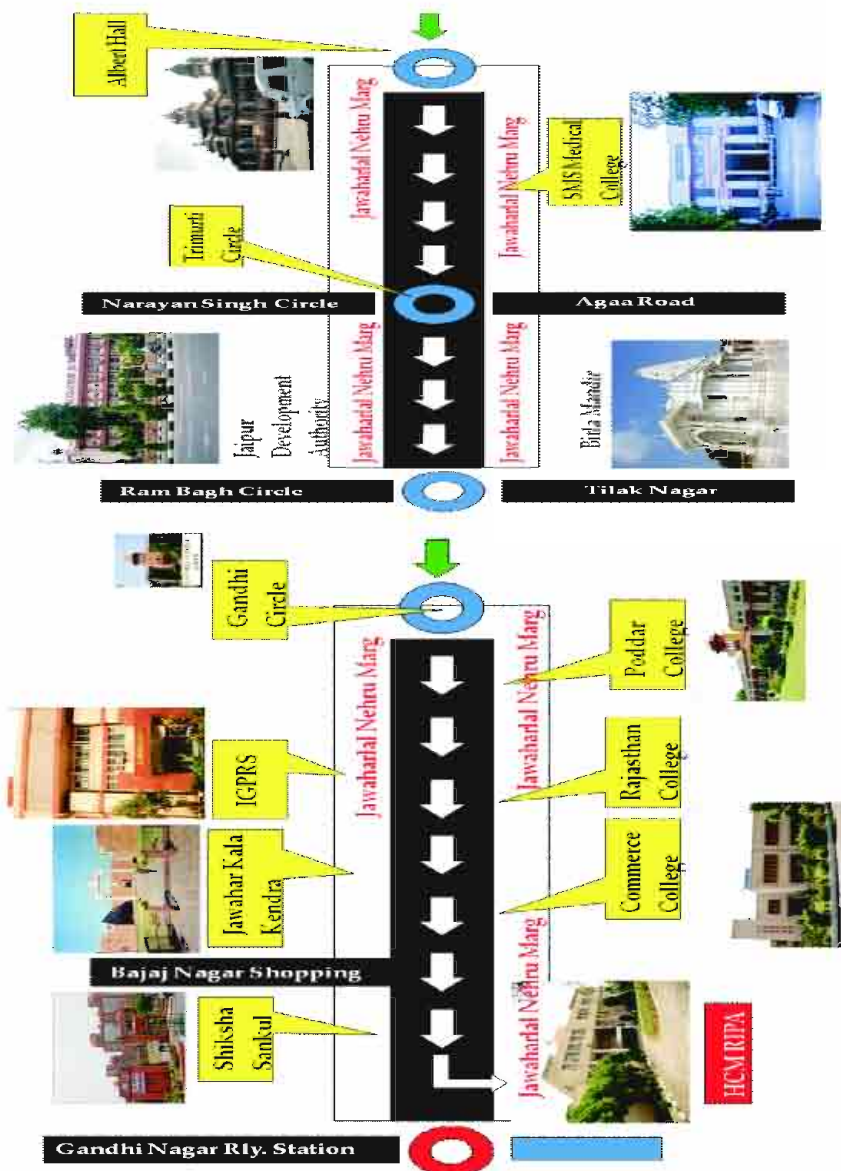 Albert Hall
Jawaharlal Nehru Marg
Jawaharlal Nehru Marg
SMS Medical
College
Trimurti
Circle
Narayan Singh Circle
Agaa Road
Jaipur
Development
Authority
Jawaharlal Nehru Marg
Jawaharlal Nehru Marg
Birla Mandir
Ram Bagh Circle
Tilak Nagar
Gandhi
Circle
Jawaharlal Nehru Marg
Jawaharlal Nehru Marg
Poddar
College
IGPRS
Rajasthan
College
Jawahar Kala
Kendra
Commerce
College
Bajaj Nagar Shopping
Shiksha
Sankul
Jawaharlal Nehru Marg
HCM RIPA
Gandhi Nagar Rly. Station